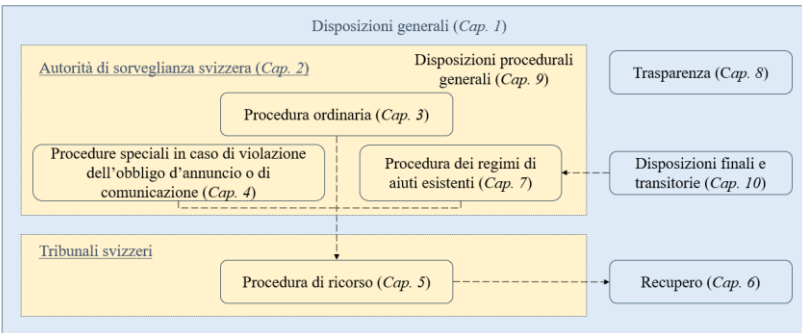 Disposizioni generali (Cap. 1)
Autorità di sorveglianza svizzera (Cap. 2)
Disposizioni procedurali
generali (Cap. 9)
Trasparenza (Cap. 8)
Procedura ordinaria (Cap. 3)
Procedure speciali in caso di violazione
dell’obbligo d’annuncio o di
comunicazione (Cap. 4)
Procedura dei regimi di
aiuti esistenti (Cap. 7)
Disposizioni finali e
transitorie (Cap. 10)
Tribunali svizzeri
Procedura di ricorso (Cap. 5)
Recupero (Cap. 6)